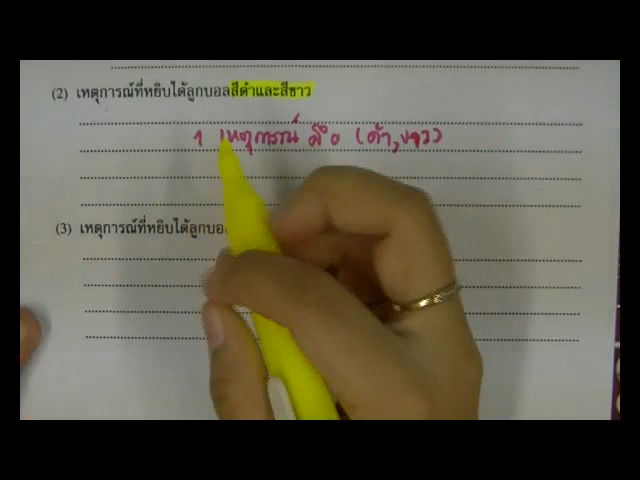 (2) เหตุการณ์ที่หยิบได้ลูกบอลสีดำและสีขาว
1 เหตุการณ์ คือ (ดำ,ขาว)
(3) เหตุการณ์ที่หยิบได้ลูกบอล